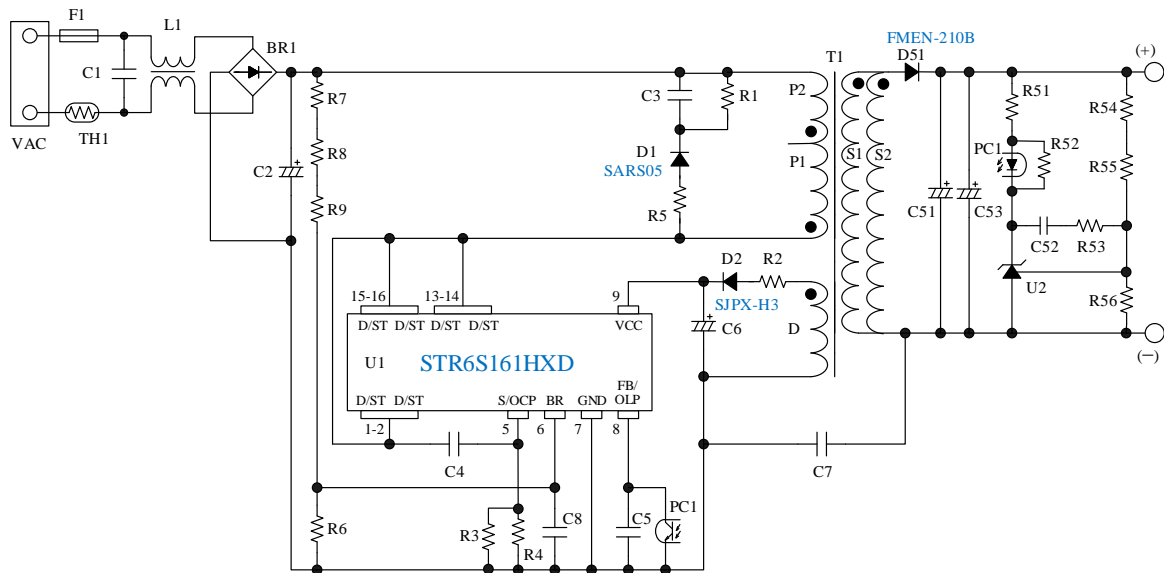 F1
L1
BR1
C1
TH1
VAC
R7
R8
C2
R9
C3
R1
D1
SARS05
R5
T1
P2
P1
S1
S2
FMEN-210B
D51
(+)
R51
R54
PC1
R52
R55
C51
C53
C52
R53
U2
R56
(−)
15-16
13-14
9
D2
R2
SJPX-H3
C6
D
D/ST
D/ST
D/ST
D/ST
VCC
U1
STR6S161HXD
D/ST
D/ST
S/OCP
BR
GND
FB/
OLP
1-2
5
6
7
8
C4
C7
R6
R3
R4
C8
C5
PC1